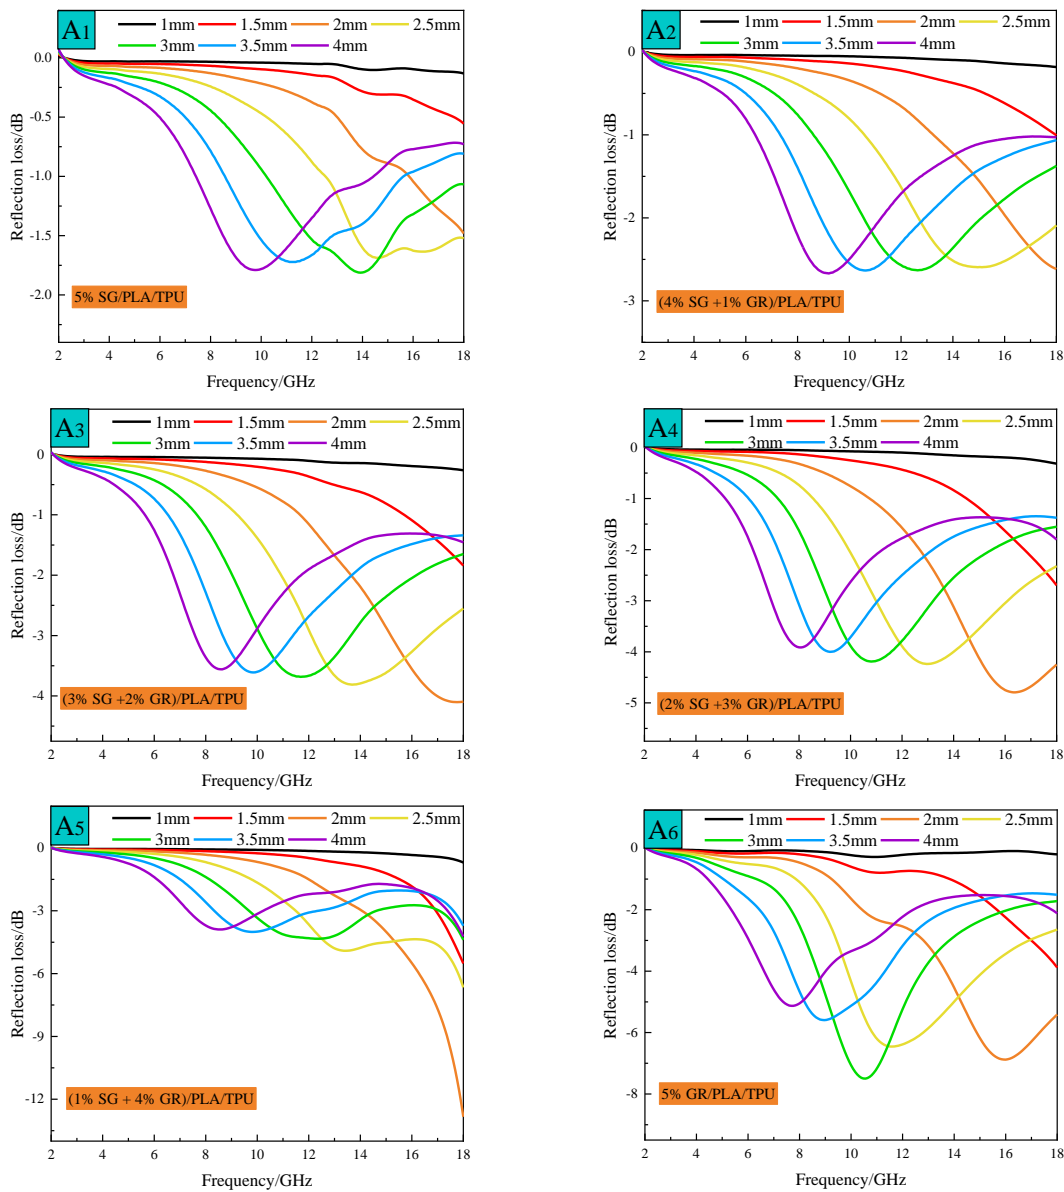 A1
1mm 1.5mm 2mm 2.5mm
3mm 3.5mm 4mm
0.0
-0.5
-1.0
-1.5
-2.0
Reflection loss/dB
5% SG/PLA/TPU
2 4 6 8 10 12 14 16 18
Frequency/GHz
A2
1mm 1.5mm 2mm 2.5mm
3mm 3.5mm 4mm
0
-1
-2
-3
Reflection loss/dB
(4% SG +1% GR)/PLA/TPU
2 4 6 8 10 12 14 16 18
Frequency/GHz
A3
1mm 1.5mm 2mm 2.5mm
3mm 3.5mm 4mm
0
-1
-2
-3
-4
Reflection loss/dB
(3% SG +2% GR)/PLA/TPU
2 4 6 8 10 12 14 16 18
Frequency/GHz
A4
1mm 1.5mm 2mm 2.5mm
3mm 3.5mm 4mm
0
-1
-2
-3
-4
-5
Reflection loss/dB
(2% SG +3% GR)/PLA/TPU
2 4 6 8 10 12 14 16 18
Frequency/GHz
A5
1mm 1.5mm 2mm 2.5mm
3mm 3.5mm 4mm
0
-3
-6
-9
-12
Reflection loss/dB
(1% SG + 4% GR)/PLA/TPU
2 4 6 8 10 12 14 16 18
Frequency/GHz
A6
1mm 1.5mm 2mm 2.5mm
3mm 3.5mm 4mm
0
-2
-4
-6
-8
Reflection loss/dB
5% GR/PLA/TPU
2 4 6 8 10 12 14 16 18
Frequency/GHz